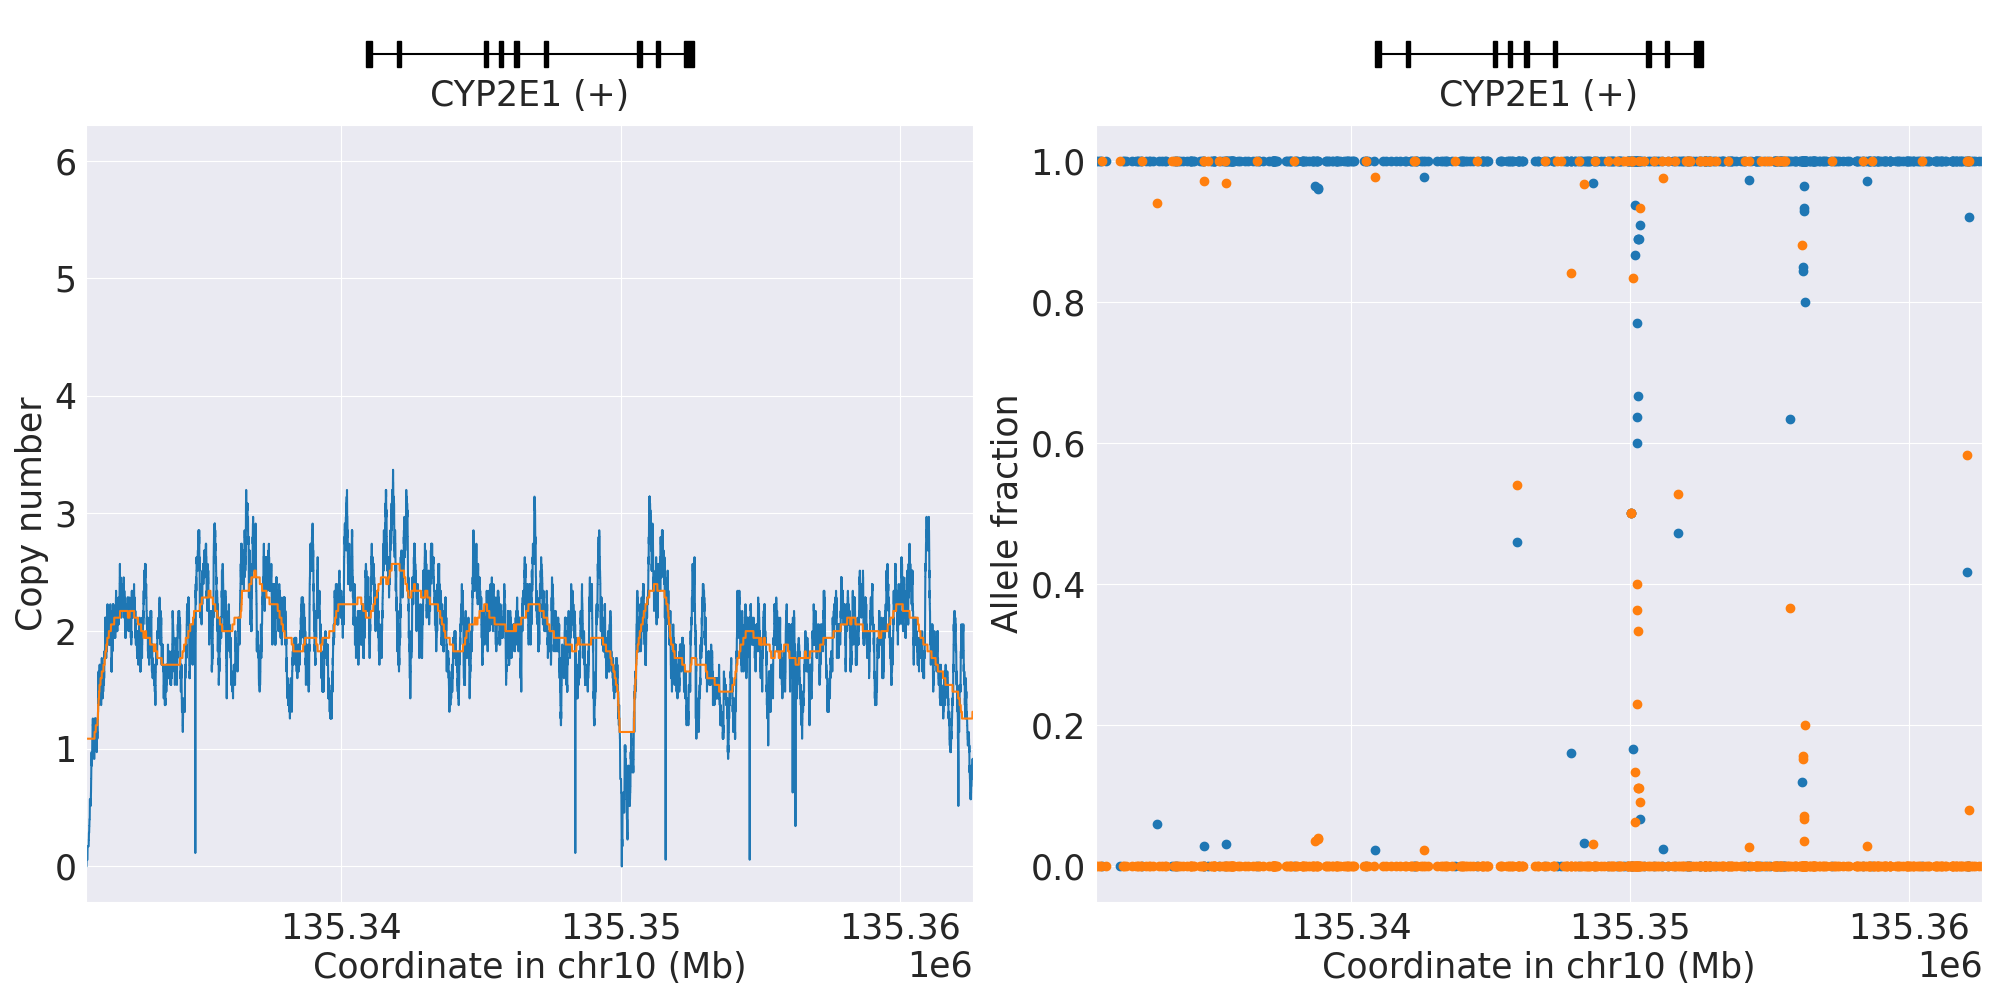 CYP2E1 (+)
6
5
4
3
2
1
0
Copy number
135.34 135.35 135.36
Coordinate in chr10 (Mb)
1e6
CYP2E1 (+)
1.0
0.8
0.6
0.4
0.2
0.0
Allele fraction
135.34 135.35 135.36
Coordinate in chr10 (Mb)
1e6